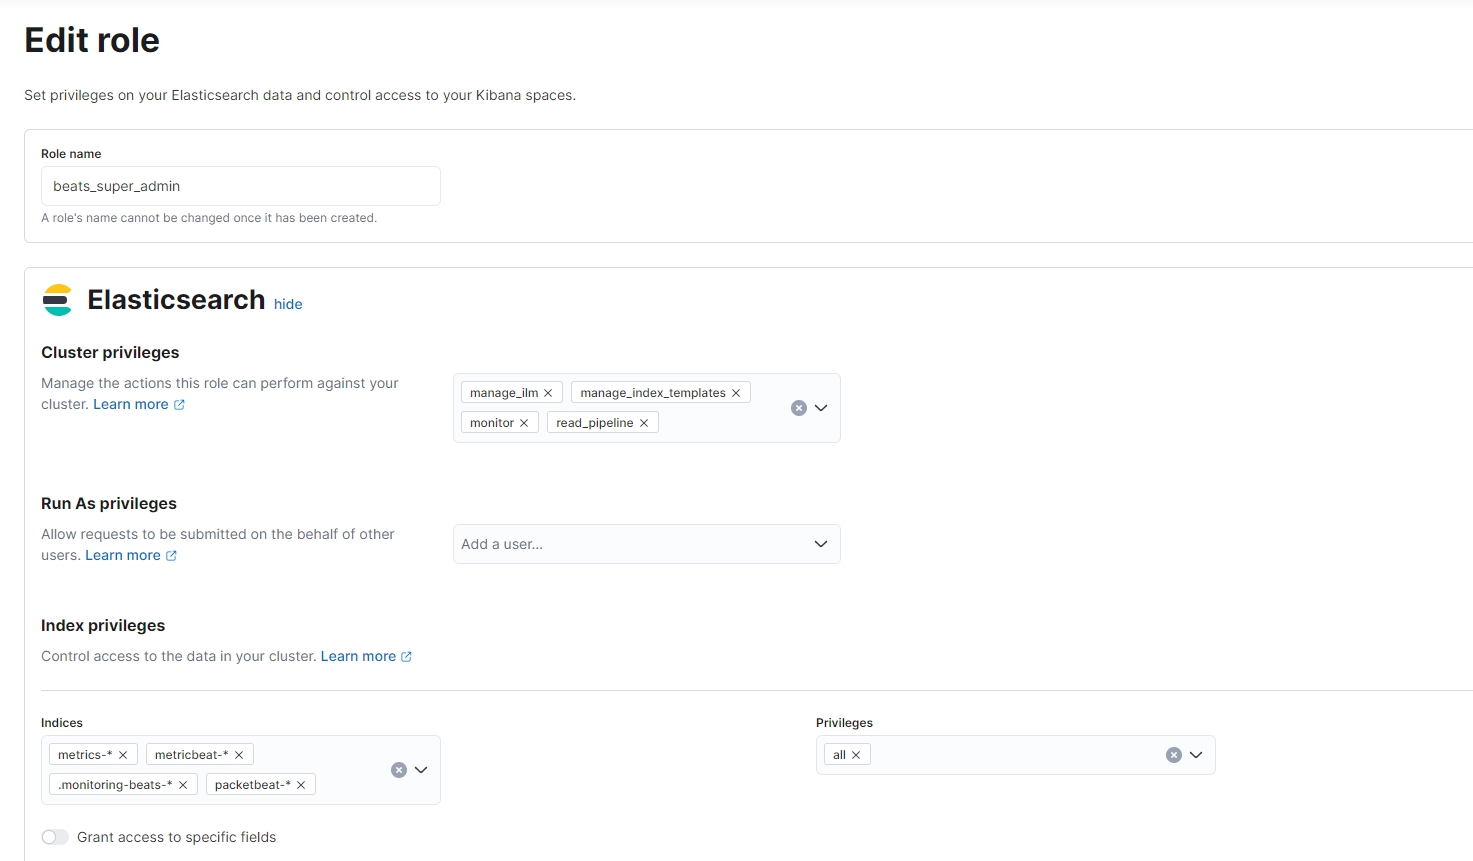 Edit role
Set privileges on your Elasticsearch data and control access to your Kibana spaces.
Role name
beats_super_admin
A role's name cannot be changed once it has been created.
Elasticsearch hide
Cluster privileges
Manage the actions this role can perform against your
cluster. Learn more
manage_ilm manage_index_templates
monitor read_pipeline
Run As privileges
Allow requests to be submitted on the behalf of other
users. Learn more
Add a user...
Index privileges
Control access to the data in your cluster. Learn more
Indices
metrics-* metricbeat-*
.monitoring-beats-* packetbeat-*
Privileges
all
Grant access to specific fields